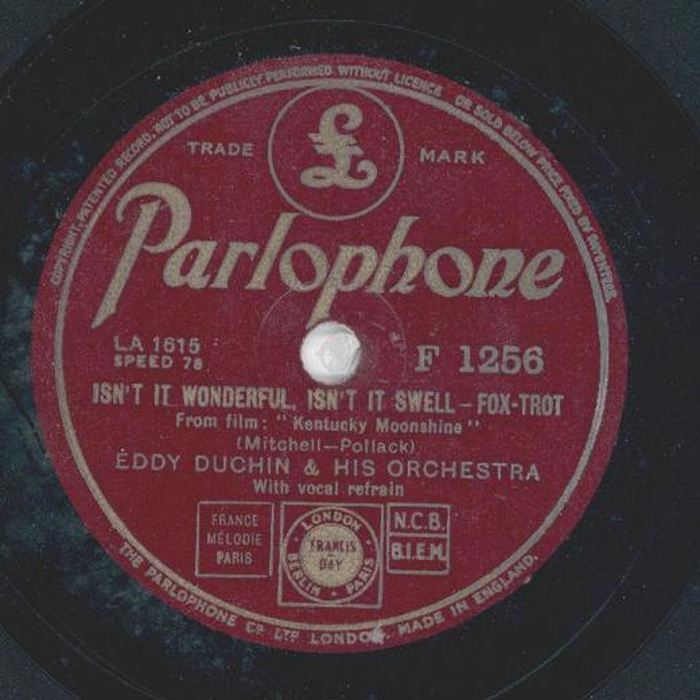 COPYRIGHT. PATENTED RECORD. NOT TO BE PUBLICLY PERFORMED WITHOUT LICENCE OR SOLD BELOW PRICE FIXED BY PATENTEES.
TRADE £ MARK
Parlophone
LA 1615
SPEED 78
F 1256
ISN'T IT WONDERFUL, ISN'T IT SWELL – FOX-TROT
From film: "Kentucky Moonshine"
(Mitchell—Pollack)
EDDY DUCHIN & HIS ORCHESTRA
With vocal refrain
FRANCE
MÉLODIE
PARIS
LONDON
FRANCIS
DAY
BERLIN • PARIS
N.C.B.
B.I.E.M.
THE PARLOPHONE Co LTD LONDON. MADE IN ENGLAND.